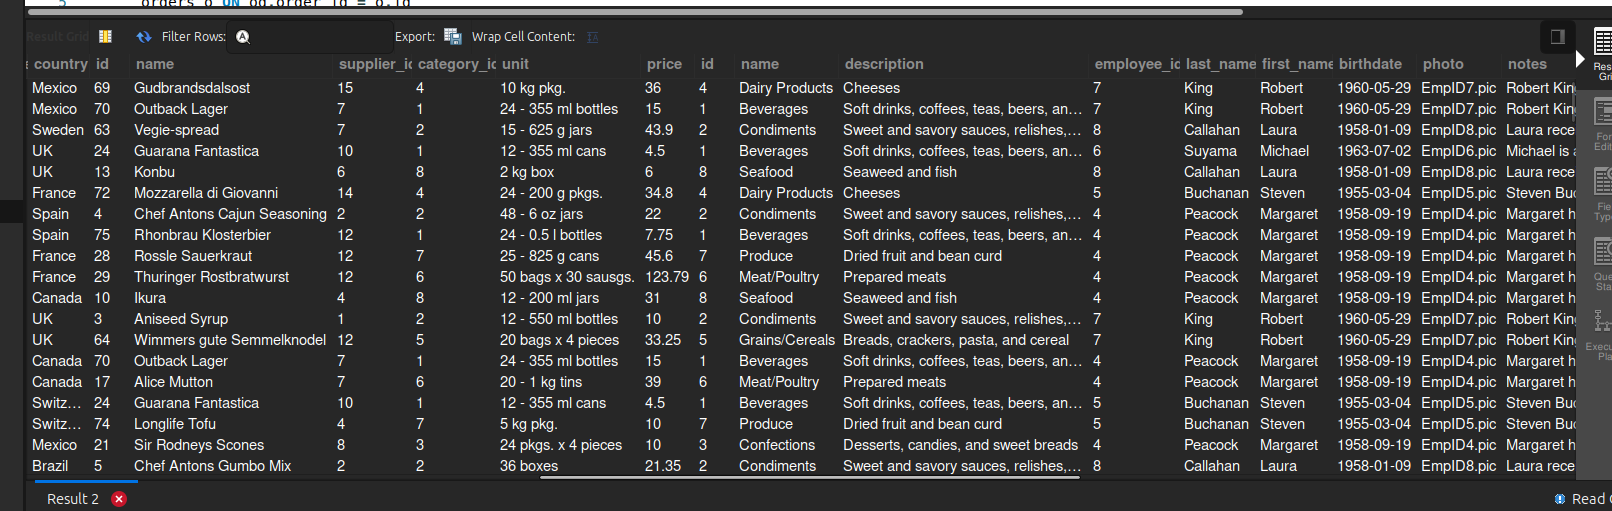 5 orders o ON od.order_id = o.id
Result Grid Filter Rows: Export: Wrap Cell Content:
country id name supplier_id category_id unit price id name description employee_id last_name first_name birthdate photo notes
Mexico 69 Gudbrandsdalsost 15 4 10 kg pkg. 36 4 Dairy Products Cheeses 7 King Robert 1960-05-29 EmpID7.pic Robert Kin
Mexico 70 Outback Lager 7 1 24 - 355 ml bottles 15 1 Beverages Soft drinks, coffees, teas, beers, an... 7 King Robert 1960-05-29 EmpID7.pic Robert Kin
Sweden 63 Vegie-spread 7 2 15 - 625 g jars 43.9 2 Condiments Sweet and savory sauces, relishes,... 8 Callahan Laura 1958-01-09 EmpID8.pic Laura rece
UK 24 Guarana Fantastica 10 1 12 - 355 ml cans 4.5 1 Beverages Soft drinks, coffees, teas, beers, an... 6 Suyama Michael 1963-07-02 EmpID6.pic Michael is a
UK 13 Konbu 6 8 2 kg box 6 8 Seafood Seaweed and fish 8 Callahan Laura 1958-01-09 EmpID8.pic Laura rece
France 72 Mozzarella di Giovanni 14 4 24 - 200 g pkgs. 34.8 4 Dairy Products Cheeses 5 Buchanan Steven 1955-03-04 EmpID5.pic Steven Buc
Spain 4 Chef Antons Cajun Seasoning 2 2 48 - 6 oz jars 22 2 Condiments Sweet and savory sauces, relishes,... 4 Peacock Margaret 1958-09-19 EmpID4.pic Margaret h
Spain 75 Rhonbrau Klosterbier 12 1 24 - 0.5 l bottles 7.75 1 Beverages Soft drinks, coffees, teas, beers, an... 4 Peacock Margaret 1958-09-19 EmpID4.pic Margaret h
France 28 Rossle Sauerkraut 12 7 25 - 825 g cans 45.6 7 Produce Dried fruit and bean curd 4 Peacock Margaret 1958-09-19 EmpID4.pic Margaret h
France 29 Thuringer Rostbratwurst 12 6 50 bags x 30 sausgs. 123.79 6 Meat/Poultry Prepared meats 4 Peacock Margaret 1958-09-19 EmpID4.pic Margaret h
Canada 10 Ikura 4 8 12 - 200 ml jars 31 8 Seafood Seaweed and fish 4 Peacock Margaret 1958-09-19 EmpID4.pic Margaret h
UK 3 Aniseed Syrup 1 2 12 - 550 ml bottles 10 2 Condiments Sweet and savory sauces, relishes,... 7 King Robert 1960-05-29 EmpID7.pic Robert Kin
UK 64 Wimmers gute Semmelknodel 12 5 20 bags x 4 pieces 33.25 5 Grains/Cereals Breads, crackers, pasta, and cereal 7 King Robert 1960-05-29 EmpID7.pic Robert Kin
Canada 70 Outback Lager 7 1 24 - 355 ml bottles 15 1 Beverages Soft drinks, coffees, teas, beers, an... 4 Peacock Margaret 1958-09-19 EmpID4.pic Margaret h
Canada 17 Alice Mutton 7 6 20 - 1 kg tins 39 6 Meat/Poultry Prepared meats 4 Peacock Margaret 1958-09-19 EmpID4.pic Margaret h
Switz... 24 Guarana Fantastica 10 1 12 - 355 ml cans 4.5 1 Beverages Soft drinks, coffees, teas, beers, an... 5 Buchanan Steven 1955-03-04 EmpID5.pic Steven Buc
Switz... 74 Longlife Tofu 4 7 5 kg pkg. 10 7 Produce Dried fruit and bean curd 5 Buchanan Steven 1955-03-04 EmpID5.pic Steven Buc
Mexico 21 Sir Rodneys Scones 8 3 24 pkgs. x 4 pieces 10 3 Confections Desserts, candies, and sweet breads 4 Peacock Margaret 1958-09-19 EmpID4.pic Margaret h
Brazil 5 Chef Antons Gumbo Mix 2 2 36 boxes 21.35 2 Condiments Sweet and savory sauces, relishes,... 8 Callahan Laura 1958-01-09 EmpID8.pic Laura rece
Result 2 Read